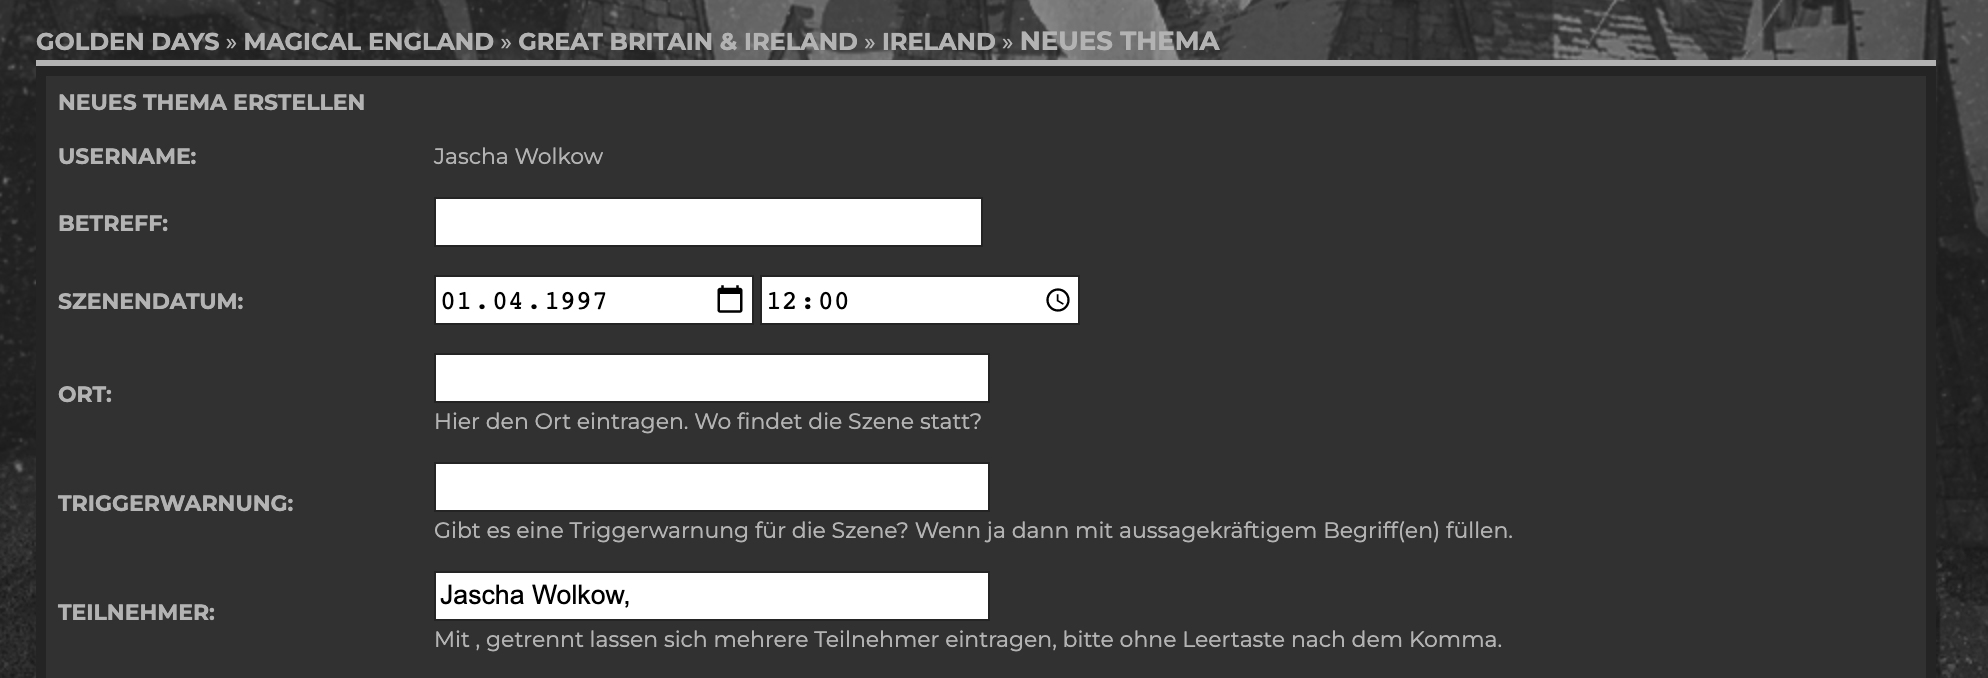 GOLDEN DAYS » MAGICAL ENGLAND » GREAT BRITAIN & IRELAND » IRELAND » NEUES THEMA
NEUES THEMA ERSTELLEN
USERNAME: Jascha Wolkow
BETREFF:
SZENENDATUM: 01.04.1997 12:00
ORT:
Hier den Ort eintragen. Wo findet die Szene statt?
TRIGGERWARNUNG:
Gibt es eine Triggerwarnung für die Szene? Wenn ja dann mit aussagekräftigem Begriff(en) füllen.
TEILNEHMER: Jascha Wolkow,
Mit , getrennt lassen sich mehrere Teilnehmer eintragen, bitte ohne Leertaste nach dem Komma.